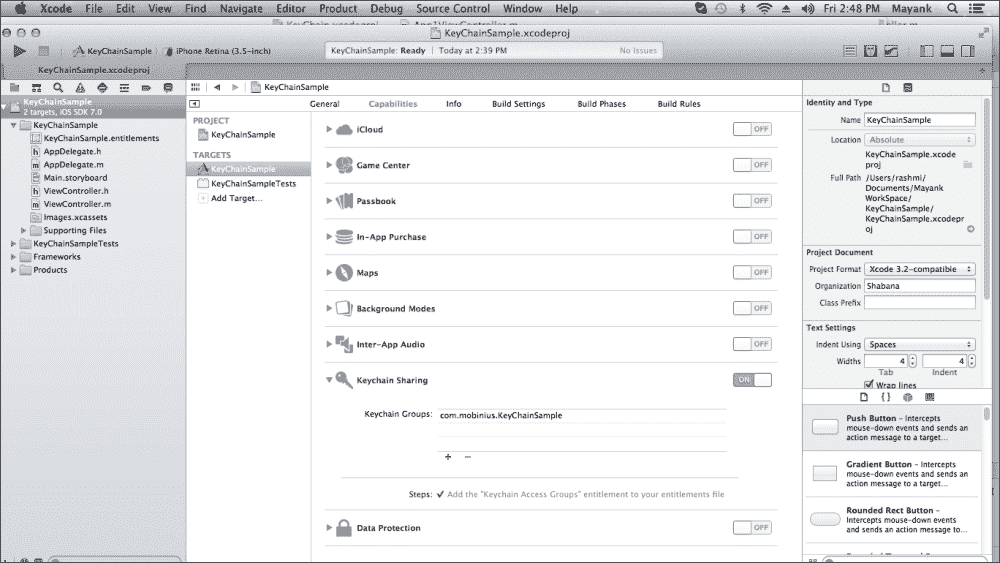 Xcode File Edit View Find Navigate Editor Product Debug Source Control Window Help Fri 2:48 PM Mayank
KeyChainSample.xcodeproj
KeyChainSample iPhone Retina (3.5-inch)
KeyChainSample: Ready Today at 2:39 PM No Issues
KeyChainSample.xcodeproj
KeyChainSample
2 targets, iOS SDK 7.0
KeyChainSample
KeyChainSample.entitlements
AppDelegate.h
AppDelegate.m
Main.storyboard
ViewController.h
ViewController.m
Images.xcassets
Supporting Files
KeyChainSampleTests
Frameworks
Products
KeyChainSample
General Capabilities Info Build Settings Build Phases Build Rules
PROJECT
KeyChainSample
TARGETS
KeyChainSample
KeyChainSampleTests
Add Target...
iCloud OFF
Game Center OFF
Passbook OFF
In-App Purchase OFF
Maps OFF
Background Modes OFF
Inter-App Audio OFF
Keychain Sharing ON
Keychain Groups: com.mobinius.KeyChainSample
+ −
Steps: ✓ Add the "Keychain Access Groups" entitlement to your entitlements file
Data Protection OFF
Identity and Type
Name KeyChainSample
Location Absolute
KeyChainSample.xcode
proj
Full Path /Users/rashmi/
Documents/Mayank
WorkSpace/
KeyChainSample/
KeyChainSample.xcodepr
oj
Project Document
Project Format Xcode 3.2-compatible
Organization Shabana
Class Prefix
Text Settings
Indent Using Spaces
Widths 4 4
Tab Indent
Wrap lines
{ }
Push Button - Intercepts
mouse-down events and sends an
action message to a target...
Gradient Button - Intercepts
mouse-down events and sends an
action message to a target...
Rounded Rect Button -
Intercepts mouse-down events and
sends an action message to a...